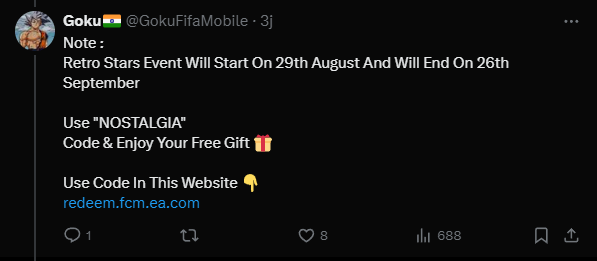 Goku🇮🇳 @GokuFifaMobile · 3j
Note :
Retro Stars Event Will Start On 29th August And Will End On 26th
September
Use "NOSTALGIA"
Code & Enjoy Your Free Gift 🎁
Use Code In This Website 👇
redeem.fcm.ea.com
1 8 688